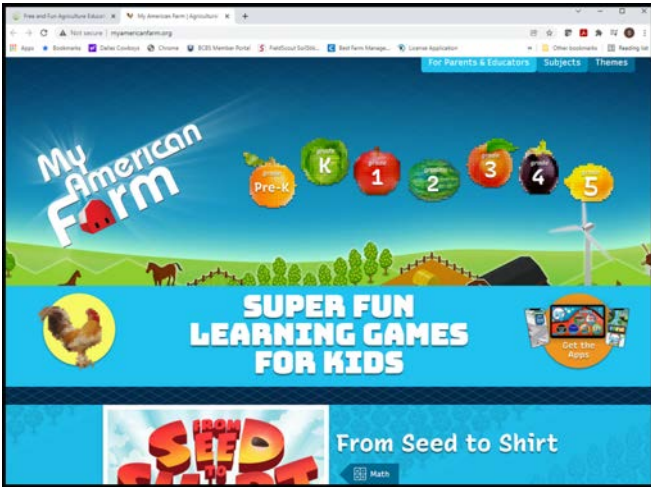 Free and Fun Agriculture Educati
My American Farm | Agriculture
Not secure | myamericanfarm.org
Apps
Bookmarks
Dallas Cowboys
Chrome
BCBS Member Portal
FieldScout SoilStik...
Best Farm Manage...
License Application
Other bookmarks
Reading list
For Parents & Educators
Subjects
Themes
My
American
Farm
grade
Pre-K
grade
K
grade
1
grade
2
grade
3
grade
4
grade
5
SUPER FUN
LEARNING GAMES
FOR KIDS
Get the
Apps
FROM
SEED
TO
SHIRT
From Seed to Shirt
Math